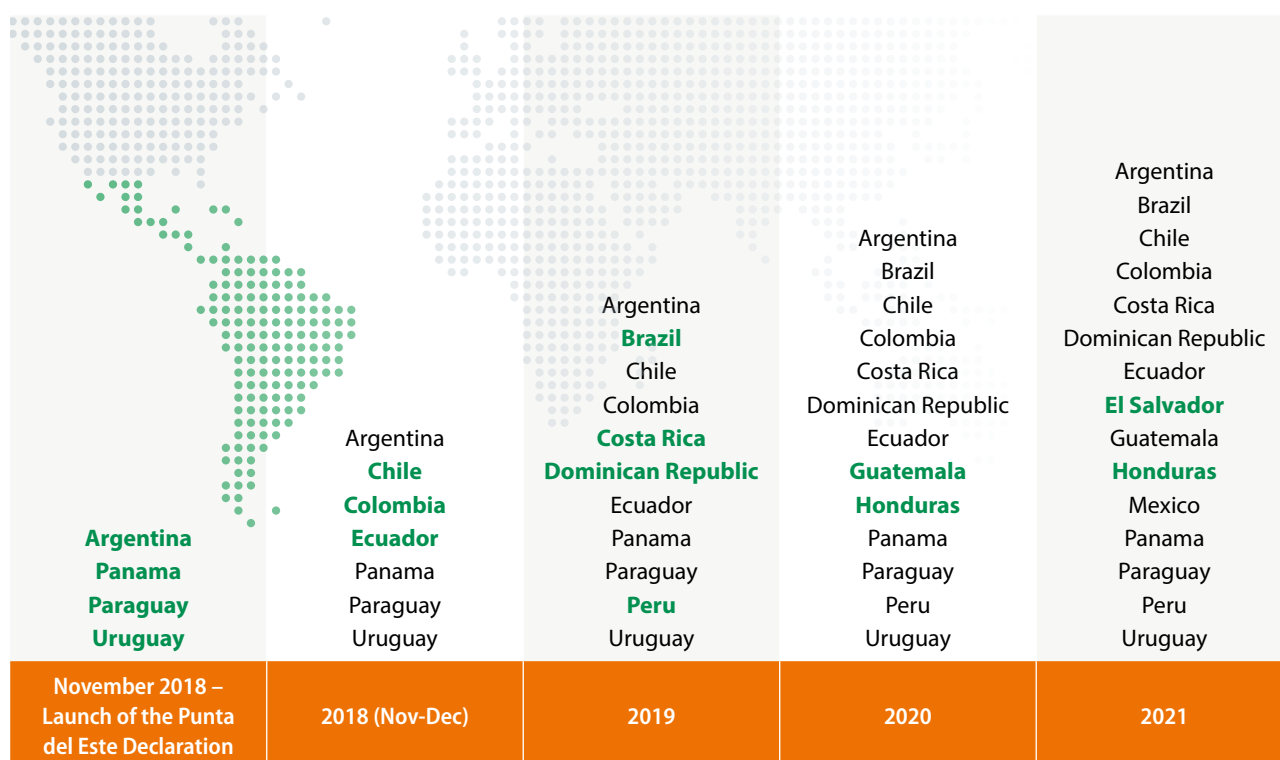 Argentina
Panama
Paraguay
Uruguay
November 2018 –
Launch of the Punta
del Este Declaration
Argentina
Chile
Colombia
Ecuador
Panama
Paraguay
Uruguay
2018 (Nov-Dec)
Argentina
Brazil
Chile
Colombia
Costa Rica
Dominican Republic
Ecuador
Panama
Paraguay
Peru
Uruguay
2019
Argentina
Brazil
Chile
Colombia
Costa Rica
Dominican Republic
Ecuador
Guatemala
Honduras
Panama
Paraguay
Peru
Uruguay
2020
Argentina
Brazil
Chile
Colombia
Costa Rica
Dominican Republic
Ecuador
El Salvador
Guatemala
Honduras
Mexico
Panama
Paraguay
Peru
Uruguay
2021